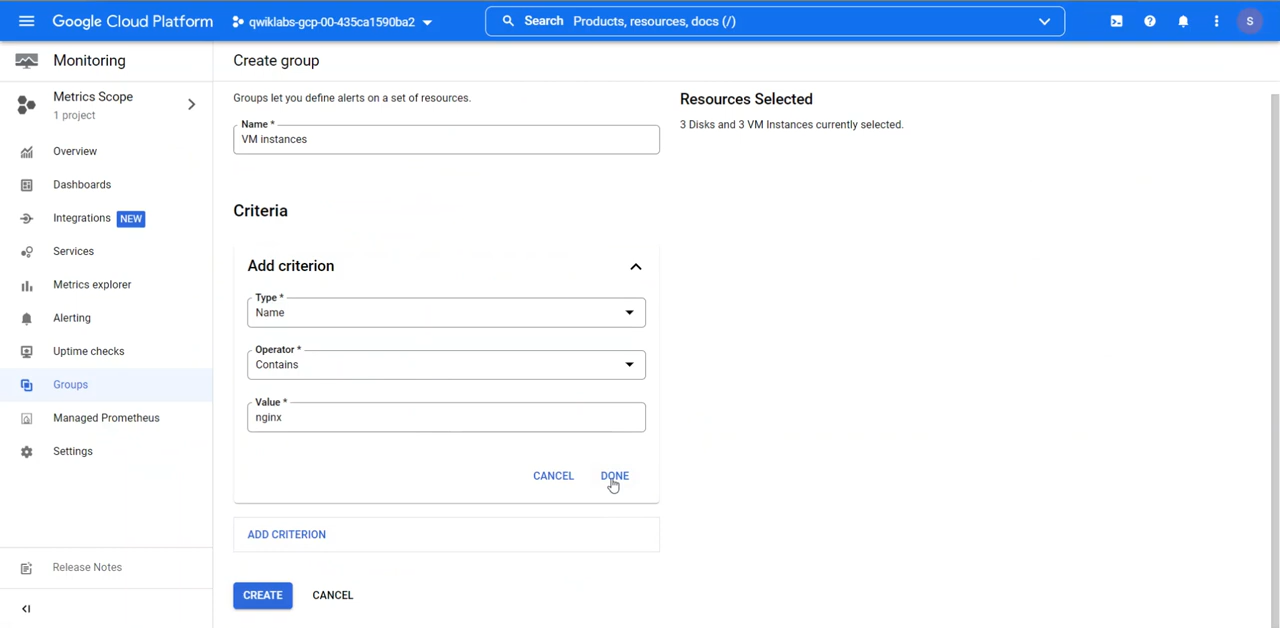 Google Cloud Platform
qwiklabs-gcp-00-435ca1590ba2
Search Products, resources, docs (/)
S
Monitoring
Metrics Scope
1 project
Overview
Dashboards
Integrations NEW
Services
Metrics explorer
Alerting
Uptime checks
Groups
Managed Prometheus
Settings
Release Notes
Create group
Groups let you define alerts on a set of resources.
Name *
VM instances
Criteria
Add criterion
Type *
Name
Operator *
Contains
Value *
nginx
CANCEL DONE
ADD CRITERION
CREATE CANCEL
Resources Selected
3 Disks and 3 VM Instances currently selected.